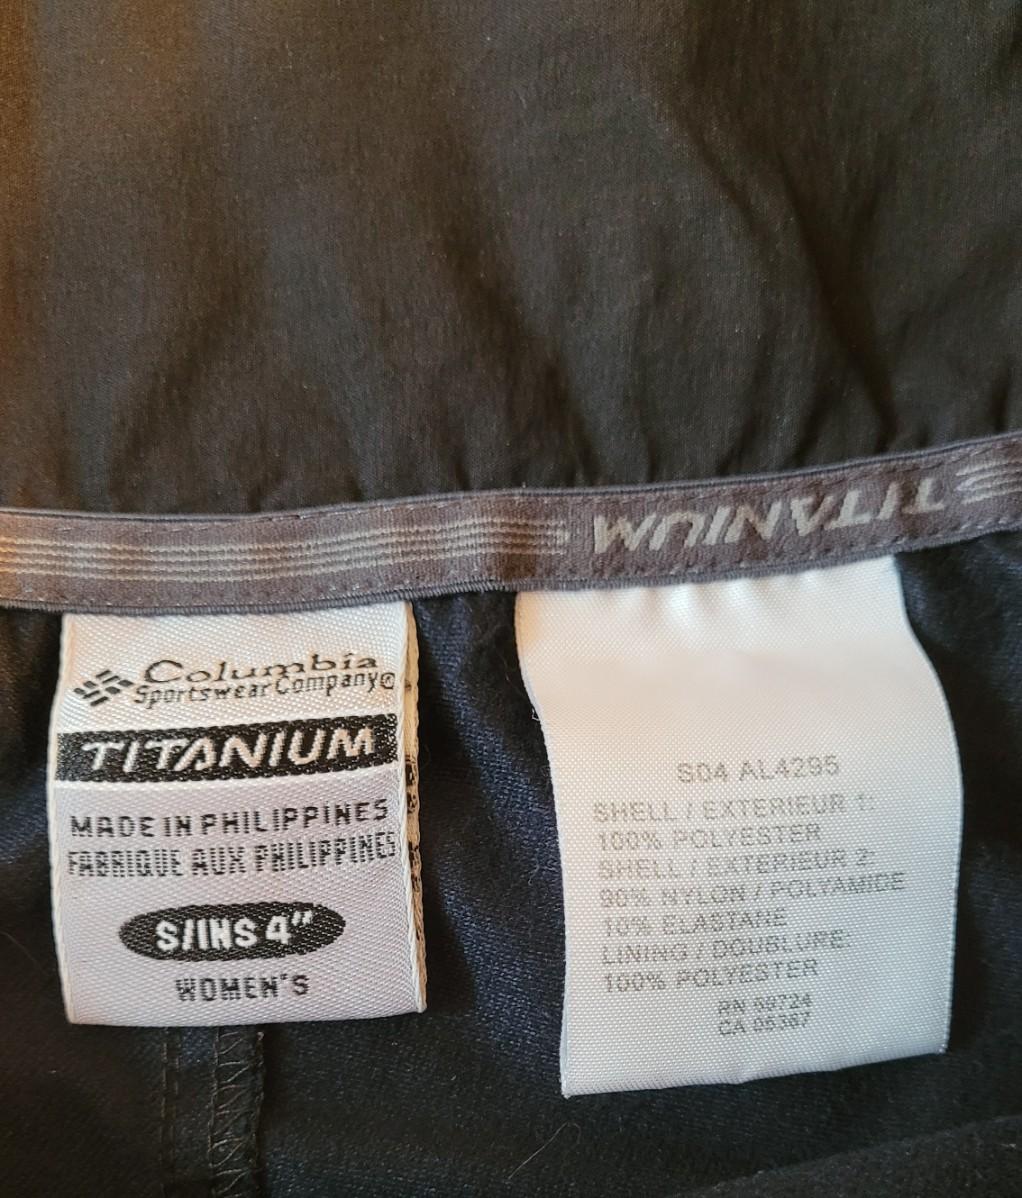 TITANIUM
Columbia
Sportswear Company®
TITANIUM
MADE IN PHILIPPINES
FABRIQUE AUX PHILIPPINES
S/INS 4"
WOMEN'S
S04 AL4295
SHELL / EXTERIEUR 1:
100% POLYESTER
SHELL / EXTERIEUR 2:
90% NYLON / POLYAMIDE
10% ELASTANE
LINING / DOUBLURE:
100% POLYESTER
RN 69724
CA 05367